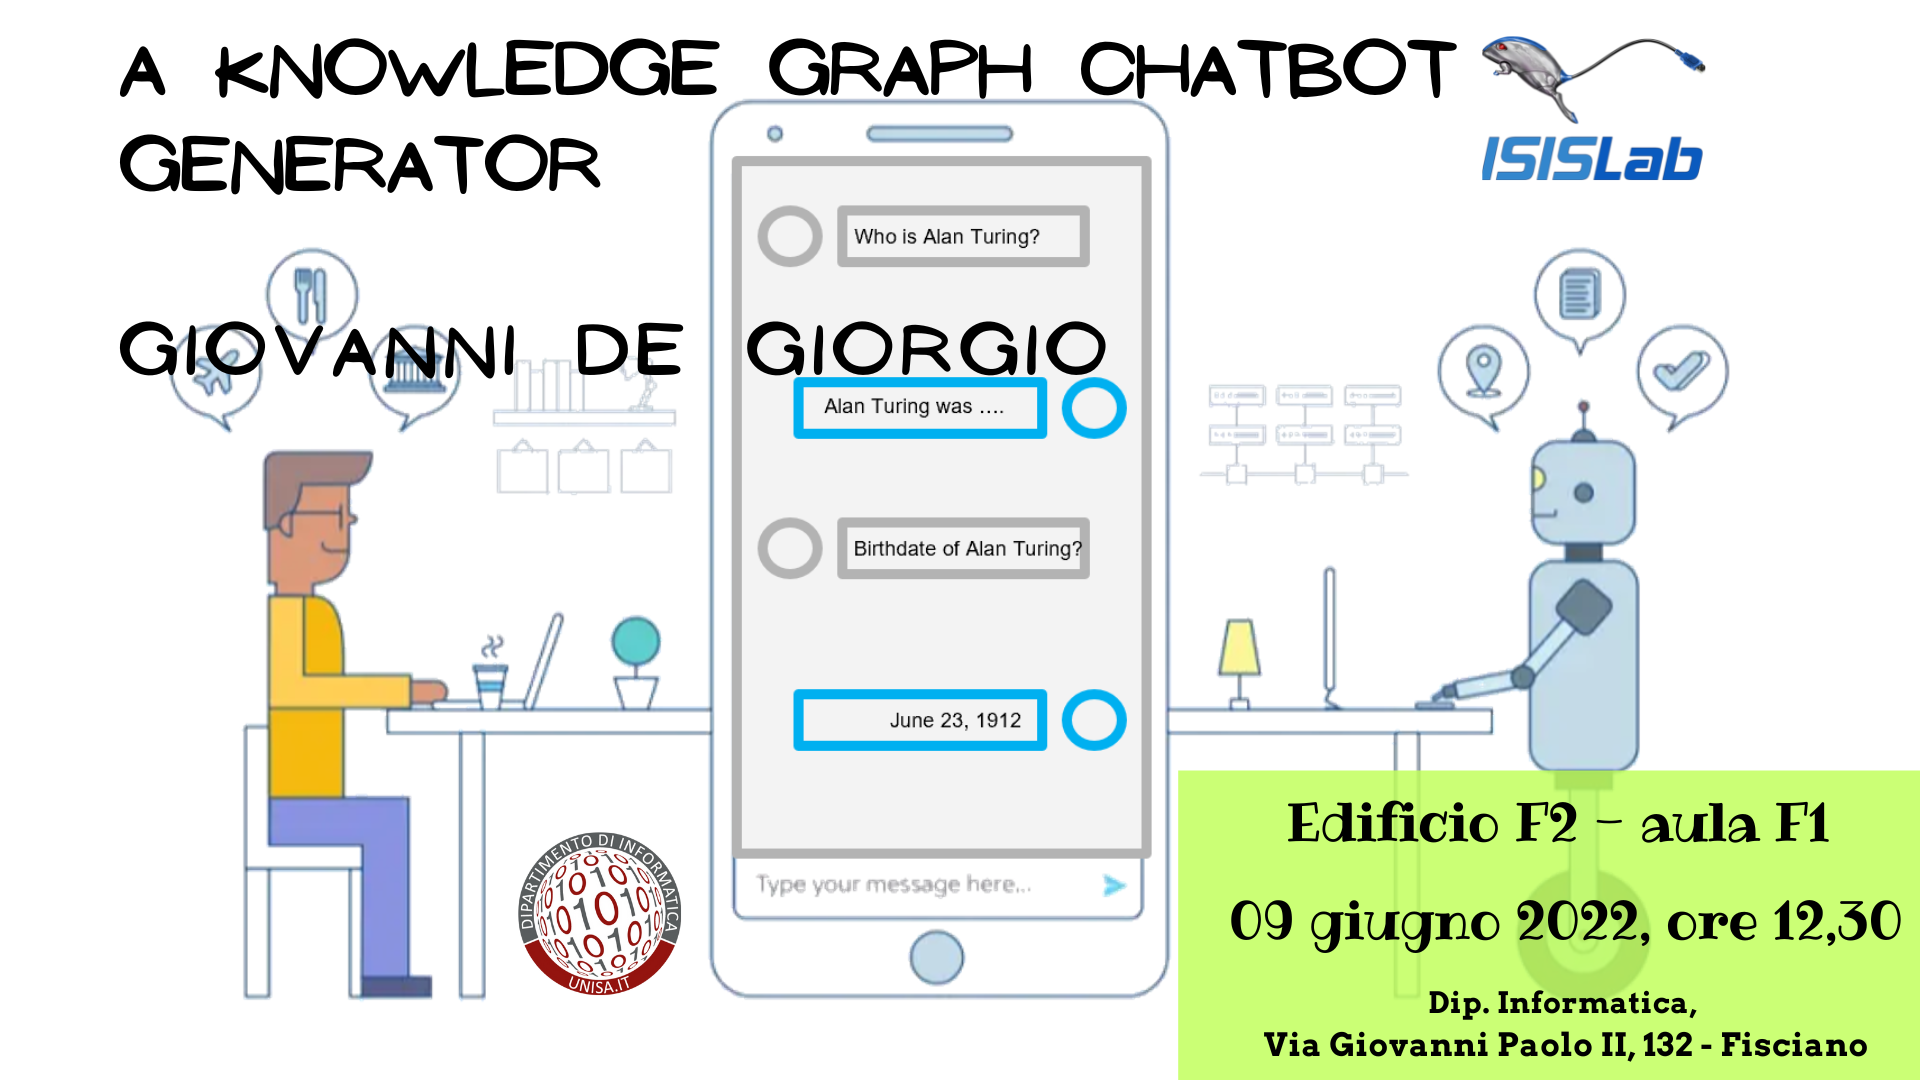 A KNOWLEDGE GRAPH CHATBOT
GENERATOR
ISISLab
GIOVANNI DE GIORGIO
Who is Alan Turing?
Alan Turing was ....
Birthdate of Alan Turing?
June 23, 1912
Type your message here...
DIPARTIMENTO DI INFORMATICA
UNISA.IT
Edificio F2 - aula F1
09 giugno 2022, ore 12,30
Dip. Informatica,
Via Giovanni Paolo II, 132 - Fisciano